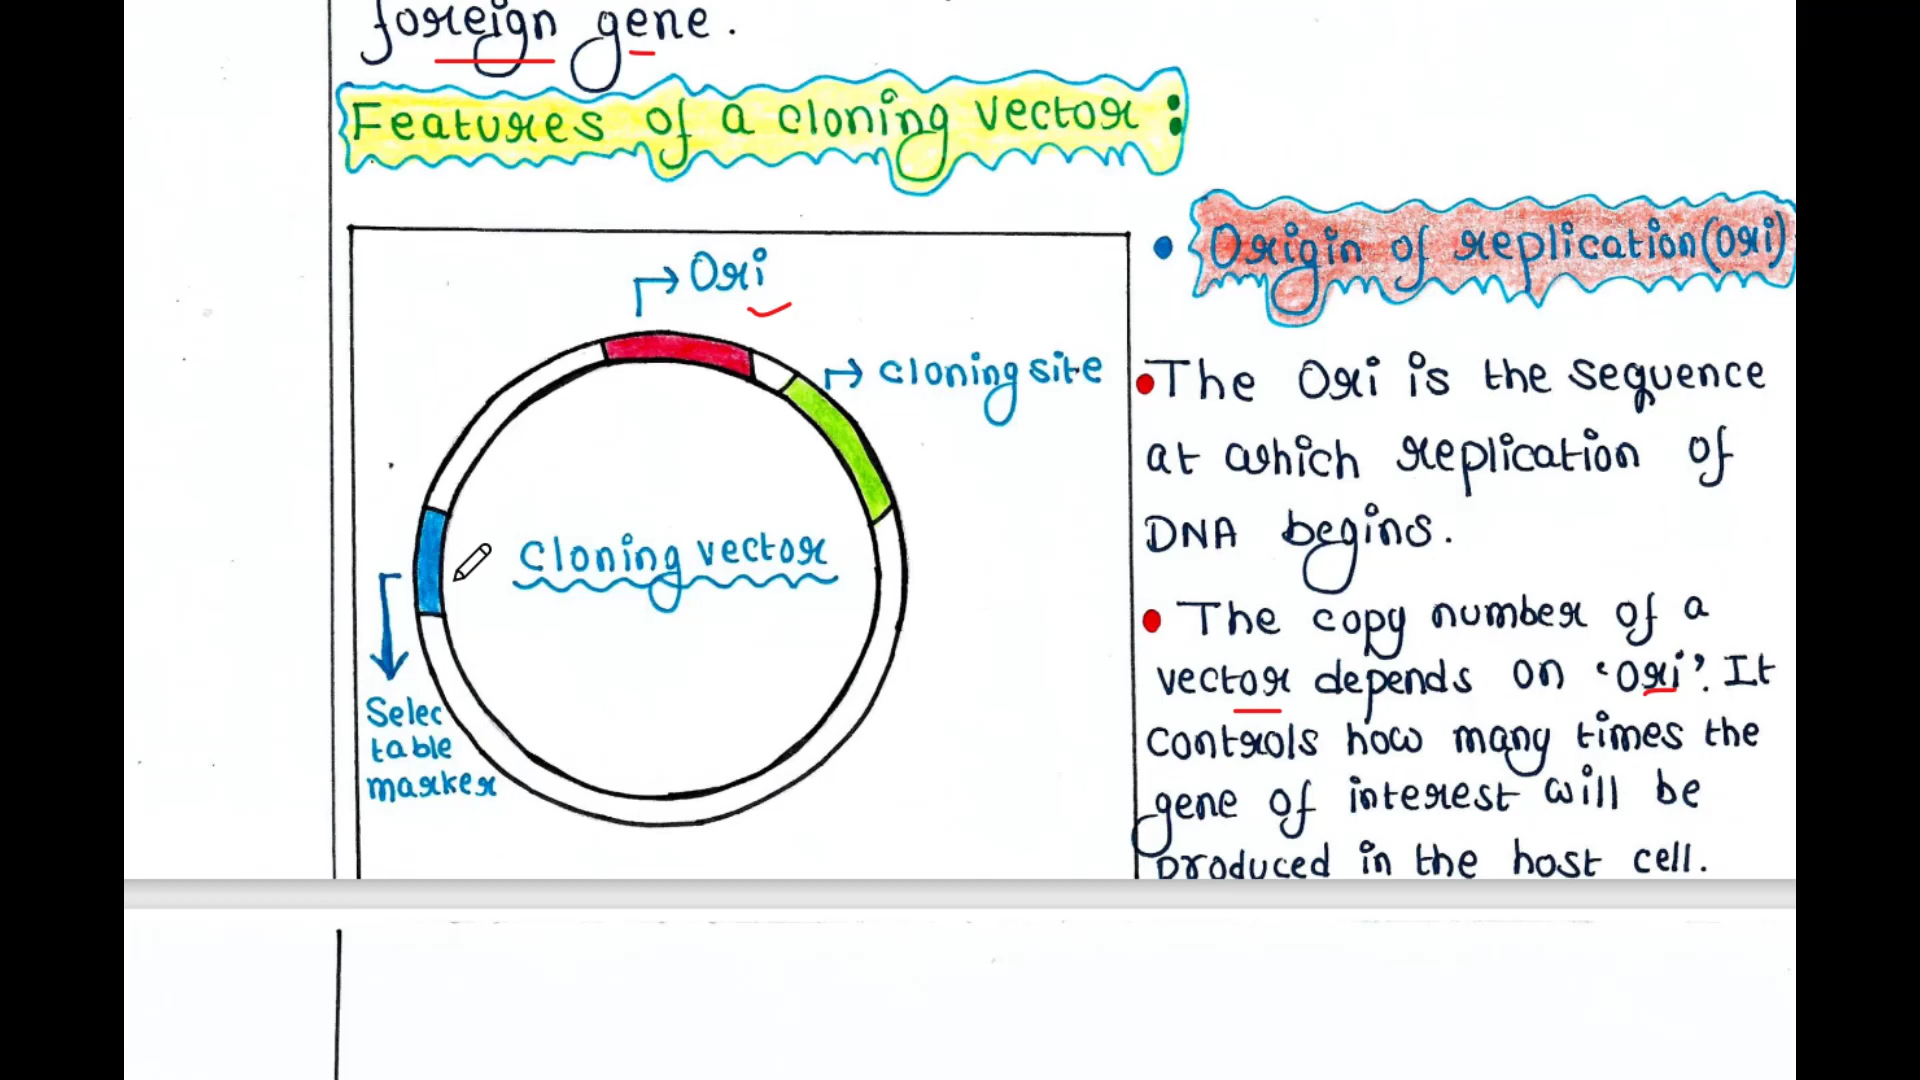 foreign gene.
Features of a cloning vector :
Ori
cloning site
Cloning vector
Selec
table
marker
• Origin of replication(Ori)
•The Ori is the sequence
at which replication of
DNA begins.
• The copy number of a
vector depends on 'Ori'. It
controls how many times the
gene of interest will be
produced in the host cell.